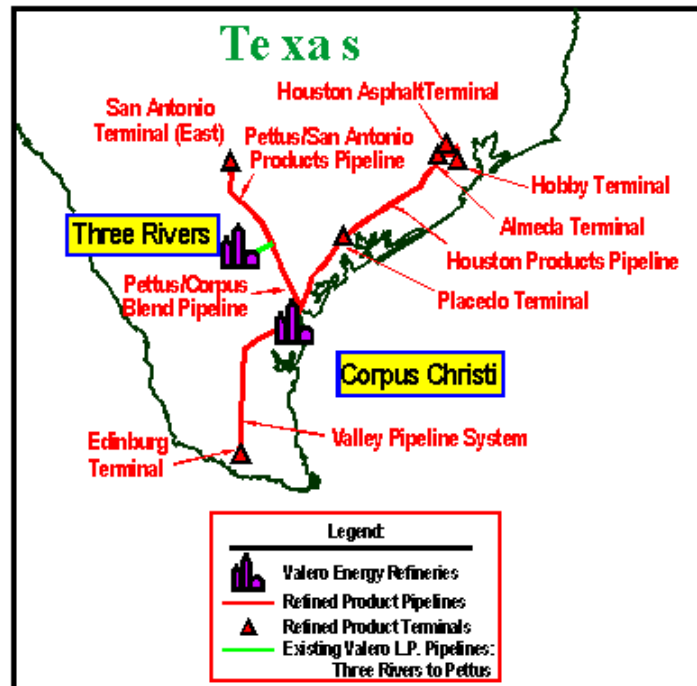 Te xa s
Houston AsphaltTerminal
San Antonio
Terminal (East)
Pettus/San Antonio
Products Pipeline
Hobby Terminal
Almeda Terminal
Three Rivers
Houston Products Pipeline
Pettus/Corpus
Blend Pipeline
Placedo Terminal
Corpus Christi
Edinburg
Terminal
Valley Pipeline System
Legend:
Valero Energy Refineries
Refined Product Pipelines
Refined Product Terminals
Existing Valero L.P. Pipelines:
Three Rivers to Pettus